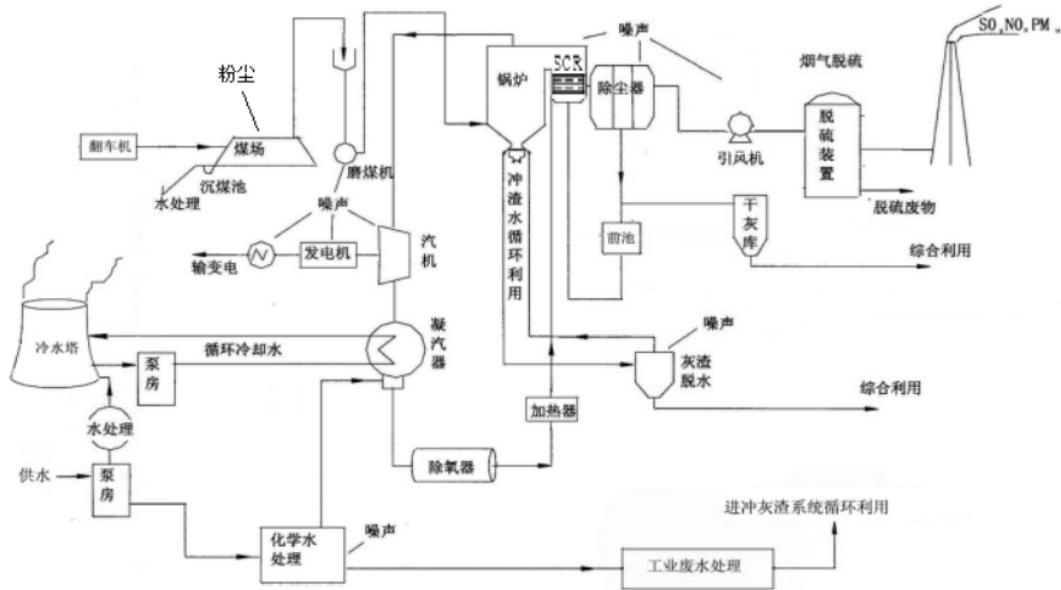 SOₓNOₓPMₓ
噪声
烟气脱硫
SCR
锅炉
除尘器
粉尘
脱硫装置
翻车机
煤场
引风机
磨煤机
沉煤池
水处理
冲渣水循环利用
脱硫废物
噪声
干灰库
前池
汽机
发电机
输变电
综合利用
凝汽器
噪声
冷水塔
循环冷却水
泵房
灰渣脱水
综合利用
加热器
水处理
除氧器
供水
泵房
进冲灰渣系统循环利用
噪声
化学水处理
工业废水处理